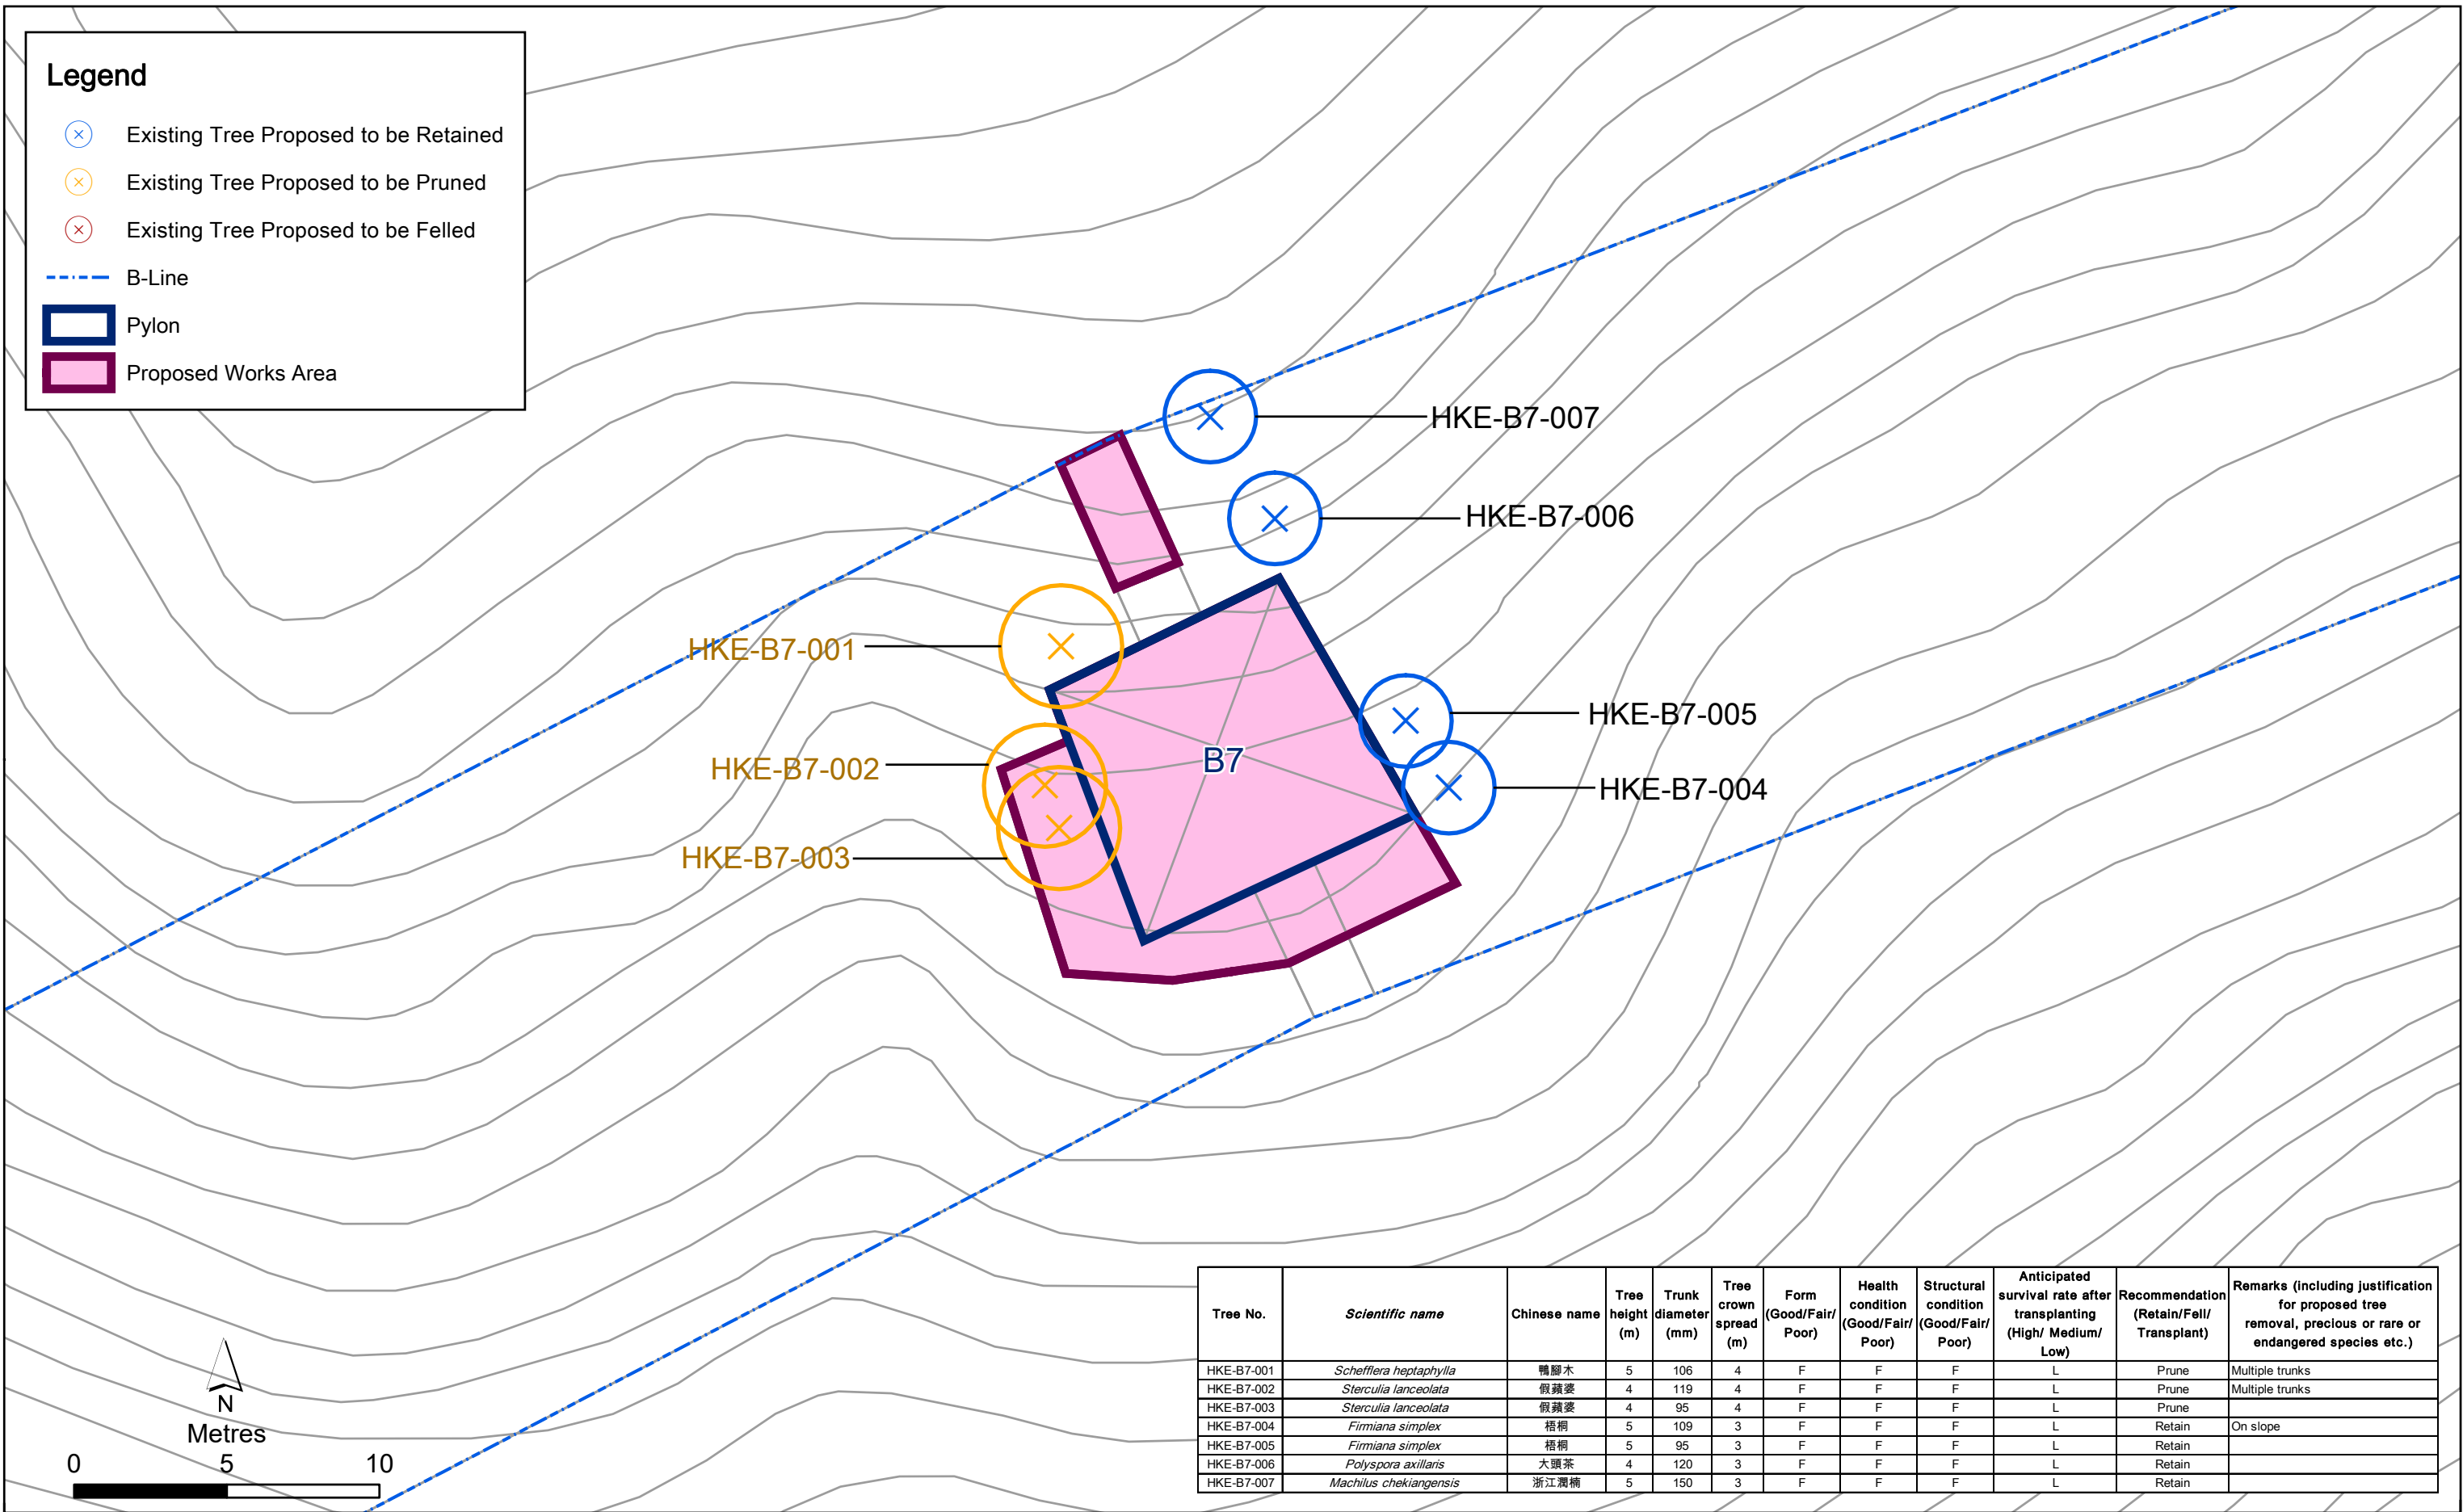 Legend
Existing Tree Proposed to be Retained
Existing Tree Proposed to be Pruned
Existing Tree Proposed to be Felled
B-Line
Pylon
Proposed Works Area
HKE-B7-007
HKE-B7-006
HKE-B7-001
HKE-B7-005
HKE-B7-002
B7
HKE-B7-004
HKE-B7-003
N
Metres
0 5 10
Tree No. Scientific name Chinese name Tree height (m) Trunk diameter (mm) Tree crown spread (m) Form (Good/Fair/ Poor) Health condition (Good/Fair/ Poor) Structural condition (Good/Fair/ Poor) Anticipated survival rate after transplanting (High/ Medium/ Low) Recommendation (Retain/Fell/ Transplant) Remarks (including justification for proposed tree removal, precious or rare or endangered species etc.)
HKE-B7-001 Schefflera heptaphylla 鴨腳木 5 106 4 F F F L Prune Multiple trunks
HKE-B7-002 Sterculia lanceolata 假蘋婆 4 119 4 F F F L Prune Multiple trunks
HKE-B7-003 Sterculia lanceolata 假蘋婆 4 95 4 F F F L Prune
HKE-B7-004 Firmiana simplex 梧桐 5 109 3 F F F L Retain On slope
HKE-B7-005 Firmiana simplex 梧桐 5 95 3 F F F L Retain
HKE-B7-006 Polyspora axillaris 大頭茶 4 120 3 F F F L Retain
HKE-B7-007 Machilus chekiangensis 浙江潤楠 5 150 3 F F F L Retain